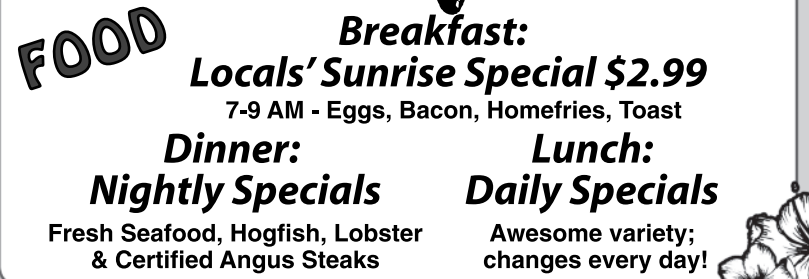 FOOD
Breakfast:
Locals’ Sunrise Special $2.99
7-9 AM - Eggs, Bacon, Homefries, Toast
Dinner:
Nightly Specials
Fresh Seafood, Hogfish, Lobster
& Certified Angus Steaks
Lunch:
Daily Specials
Awesome variety;
changes every day!